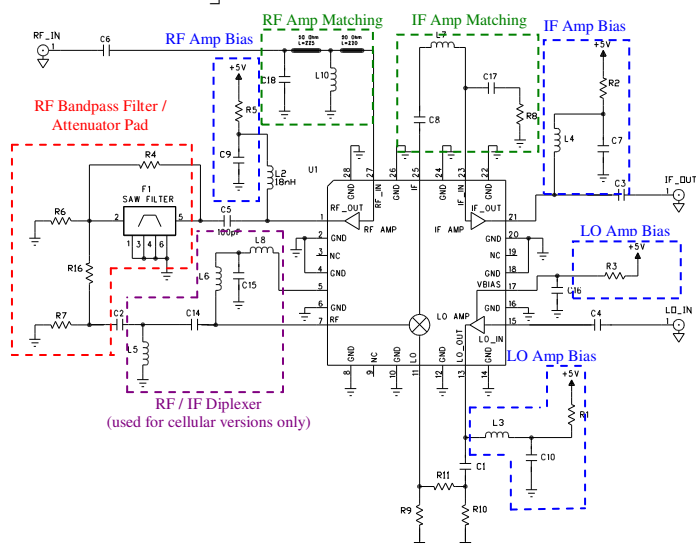 RF Amp Matching
IF Amp Matching
IF Amp Bias
RF Amp Bias
RF_IN
1
C6
50 Ohm
L=225
50 Ohm
L=230
L7
+5V
+5V
C18
L10
C17
R2
R5
R8
RF Bandpass Filter /
Attenuator Pad
C8
L4
C7
C9
R4
L2
18nH
U1
28
27
26
25
24
23
22
GND
RF_IN
GND
IF
GND
IF_IN
GND
F1
SAW FILTER
IF_OUT
C3
1
R6
2
5
C5
100pF
1
RF_OUT
RF AMP
IF_OUT
IF AMP
21
1
3
4
6
2
GND
GND
20
LO Amp Bias
L8
3
NC
NC
19
+5V
4
GND
GND
18
R3
R16
L6
C15
5
VBIAS
17
C16
6
GND
GND
16
LO_IN
R7
C2
C14
7
RF
LO AMP
LO_OUT
LO_IN
15
C4
1
L5
GND
NC
GND
LO
GND
GND
8
9
10
11
12
13
14
LO Amp Bias
+5V
RF / IF Diplexer
(used for cellular versions only)
R1
L3
C10
C1
R11
R9
R10